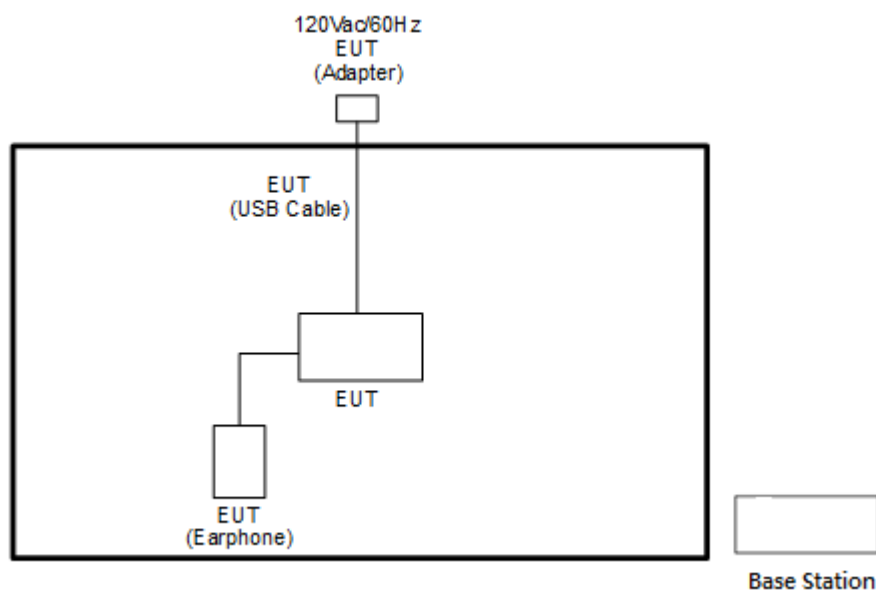 120Vac/60Hz
EUT
(Adapter)
EUT
(USB Cable)
EUT
EUT
(Earphone)
Base Station